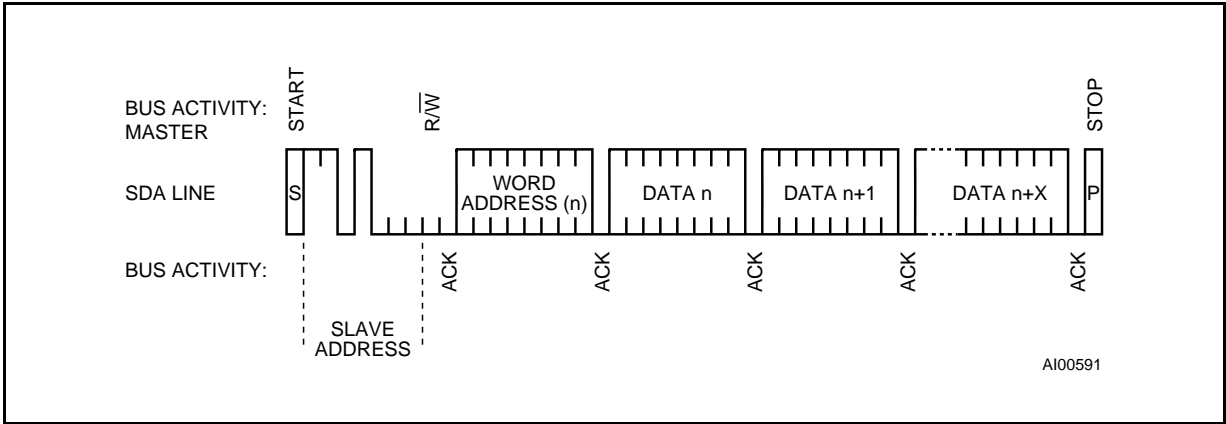 BUS ACTIVITY:
MASTER
START
R/W̅
STOP
SDA LINE
S
WORD
ADDRESS (n)
DATA n
DATA n+1
DATA n+X
P
BUS ACTIVITY:
ACK
ACK
ACK
ACK
ACK
SLAVE
ADDRESS
AI00591